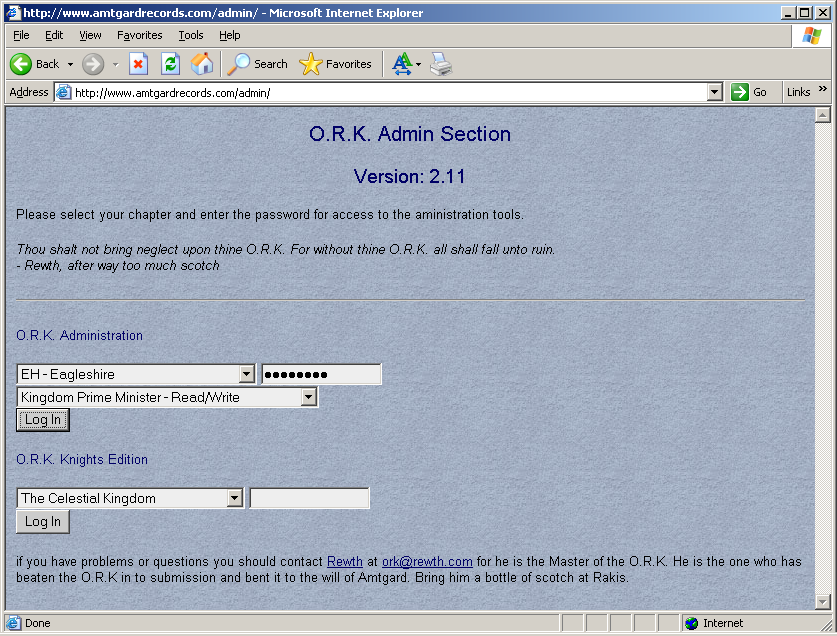 http://www.amtgardrecords.com/admin/ - Microsoft Internet Explorer
File Edit View Favorites Tools Help
Back Search Favorites
Address http://www.amtgardrecords.com/admin/ Go Links »
O.R.K. Admin Section
Version: 2.11
Please select your chapter and enter the password for access to the aministration tools.
Thou shalt not bring neglect upon thine O.R.K. For without thine O.R.K. all shall fall unto ruin.
- Rewth, after way too much scotch
O.R.K. Administration
EH - Eagleshire ●●●●●●●●
Kingdom Prime Minister - Read/Write
Log In
O.R.K. Knights Edition
The Celestial Kingdom
Log In
if you have problems or questions you should contact Rewth at ork@rewth.com for he is the Master of the O.R.K. He is the one who has
beaten the O.R.K in to submission and bent it to the will of Amtgard. Bring him a bottle of scotch at Rakis.
Done Internet